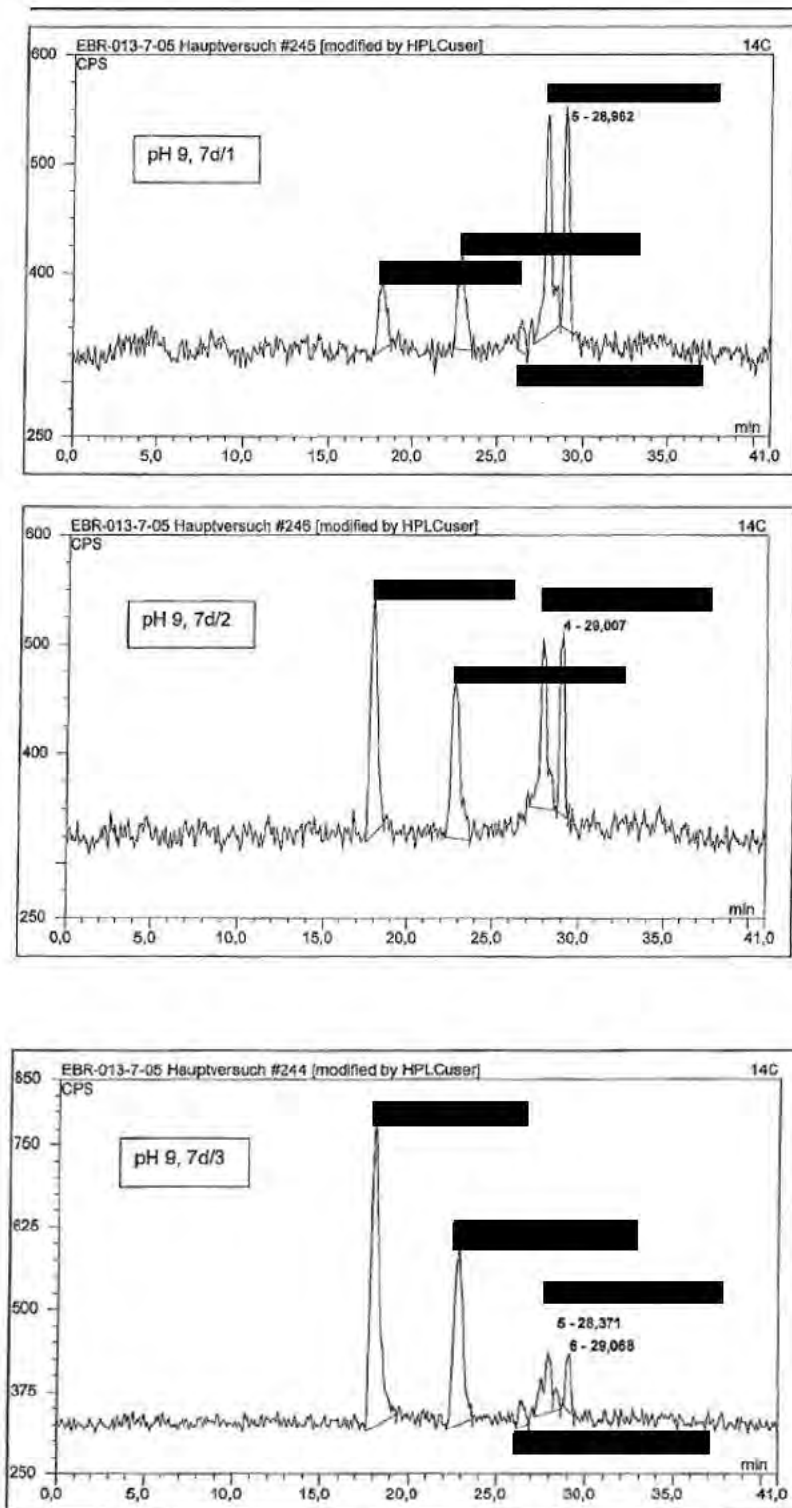 EBR-013-7-05 Hauptversuch #245 [modified by HPLCuser] 14C
600
CPS
5 - 28,962
pH 9, 7d/1
500
400
250
min
0,0 5,0 10,0 15,0 20,0 25,0 30,0 35,0 41,0
EBR-013-7-05 Hauptversuch #246 [modified by HPLCuser] 14C
600
CPS
pH 9, 7d/2
4 - 29,007
500
400
250
min
0,0 5,0 10,0 15,0 20,0 25,0 30,0 35,0 41,0
EBR-013-7-05 Hauptversuch #244 [modified by HPLCuser] 14C
850
CPS
750
pH 9, 7d/3
625
500
5 - 28,371
6 - 29,068
375
250
min
0,0 5,0 10,0 15,0 20,0 25,0 30,0 35,0 41,0